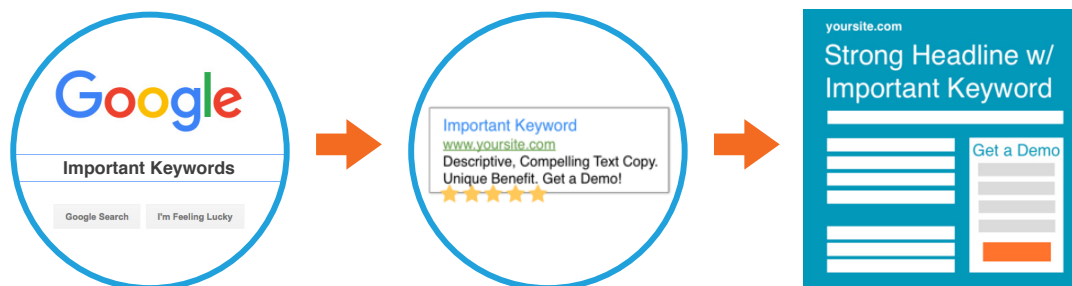 Google
Important Keywords
Google Search
I'm Feeling Lucky
Important Keyword
www.yoursite.com
Descriptive, Compelling Text Copy.
Unique Benefit. Get a Demo!
yoursite.com
Strong Headline w/
Important Keyword
Get a Demo